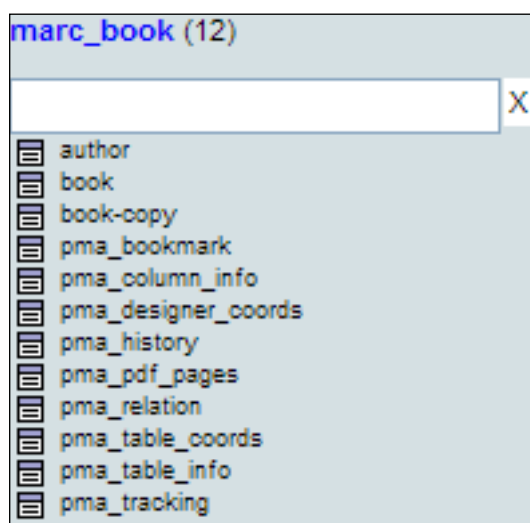 marc_book (12)
X
author
book
book-copy
pma_bookmark
pma_column_info
pma_designer_coords
pma_history
pma_pdf_pages
pma_relation
pma_table_coords
pma_table_info
pma_tracking